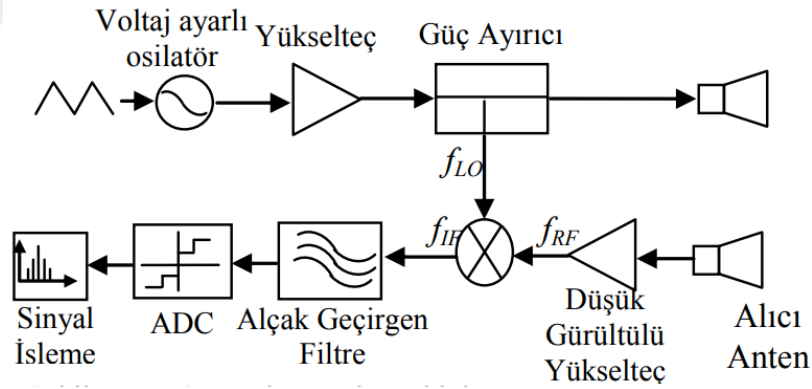 Voltaj ayarlı
osilatör
Yükselteç
Güç Ayırıcı
fLO
fIF
fRF
Sinyal
İşleme
ADC
Alçak Geçirgen
Filtre
Düşük
Gürültülü
Yükselteç
Alıcı
Anten